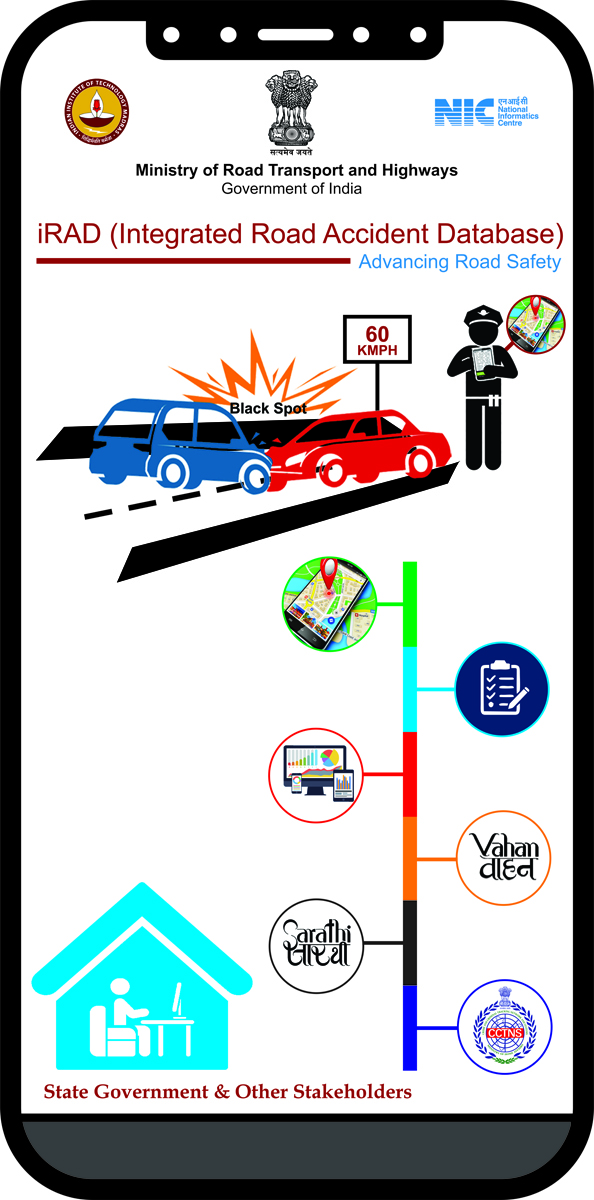 INDIAN INSTITUTE OF TECHNOLOGY MADRAS
सत्यमेव जयते
NIC
एन आई सी
National
Informatics
Centre
Ministry of Road Transport and Highways
Government of India
iRAD (Integrated Road Accident Database)
Advancing Road Safety
60
KMPH
Black Spot
Vahan
वाहन
Sarathi
सारथी
CCTNS
State Government & Other Stakeholders